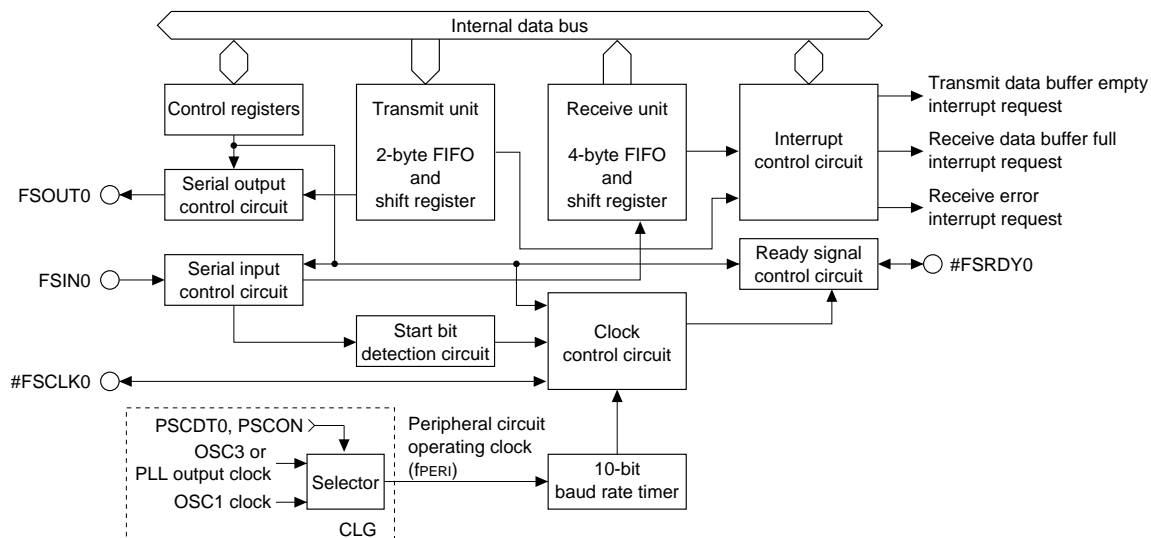 Internal data bus
Control registers
Transmit unit
2-byte FIFO
and
shift register
Receive unit
4-byte FIFO
and
shift register
Interrupt
control circuit
Transmit data buffer empty
interrupt request
Receive data buffer full
interrupt request
Receive error
interrupt request
FSOUT0
Serial output
control circuit
FSIN0
Serial input
control circuit
Ready signal
control circuit
#FSRDY0
Start bit
detection circuit
Clock
control circuit
#FSCLK0
PSCDT0, PSCON
OSC3 or
PLL output clock
OSC1 clock
Selector
CLG
Peripheral circuit
operating clock
(fPERI)
10-bit
baud rate timer